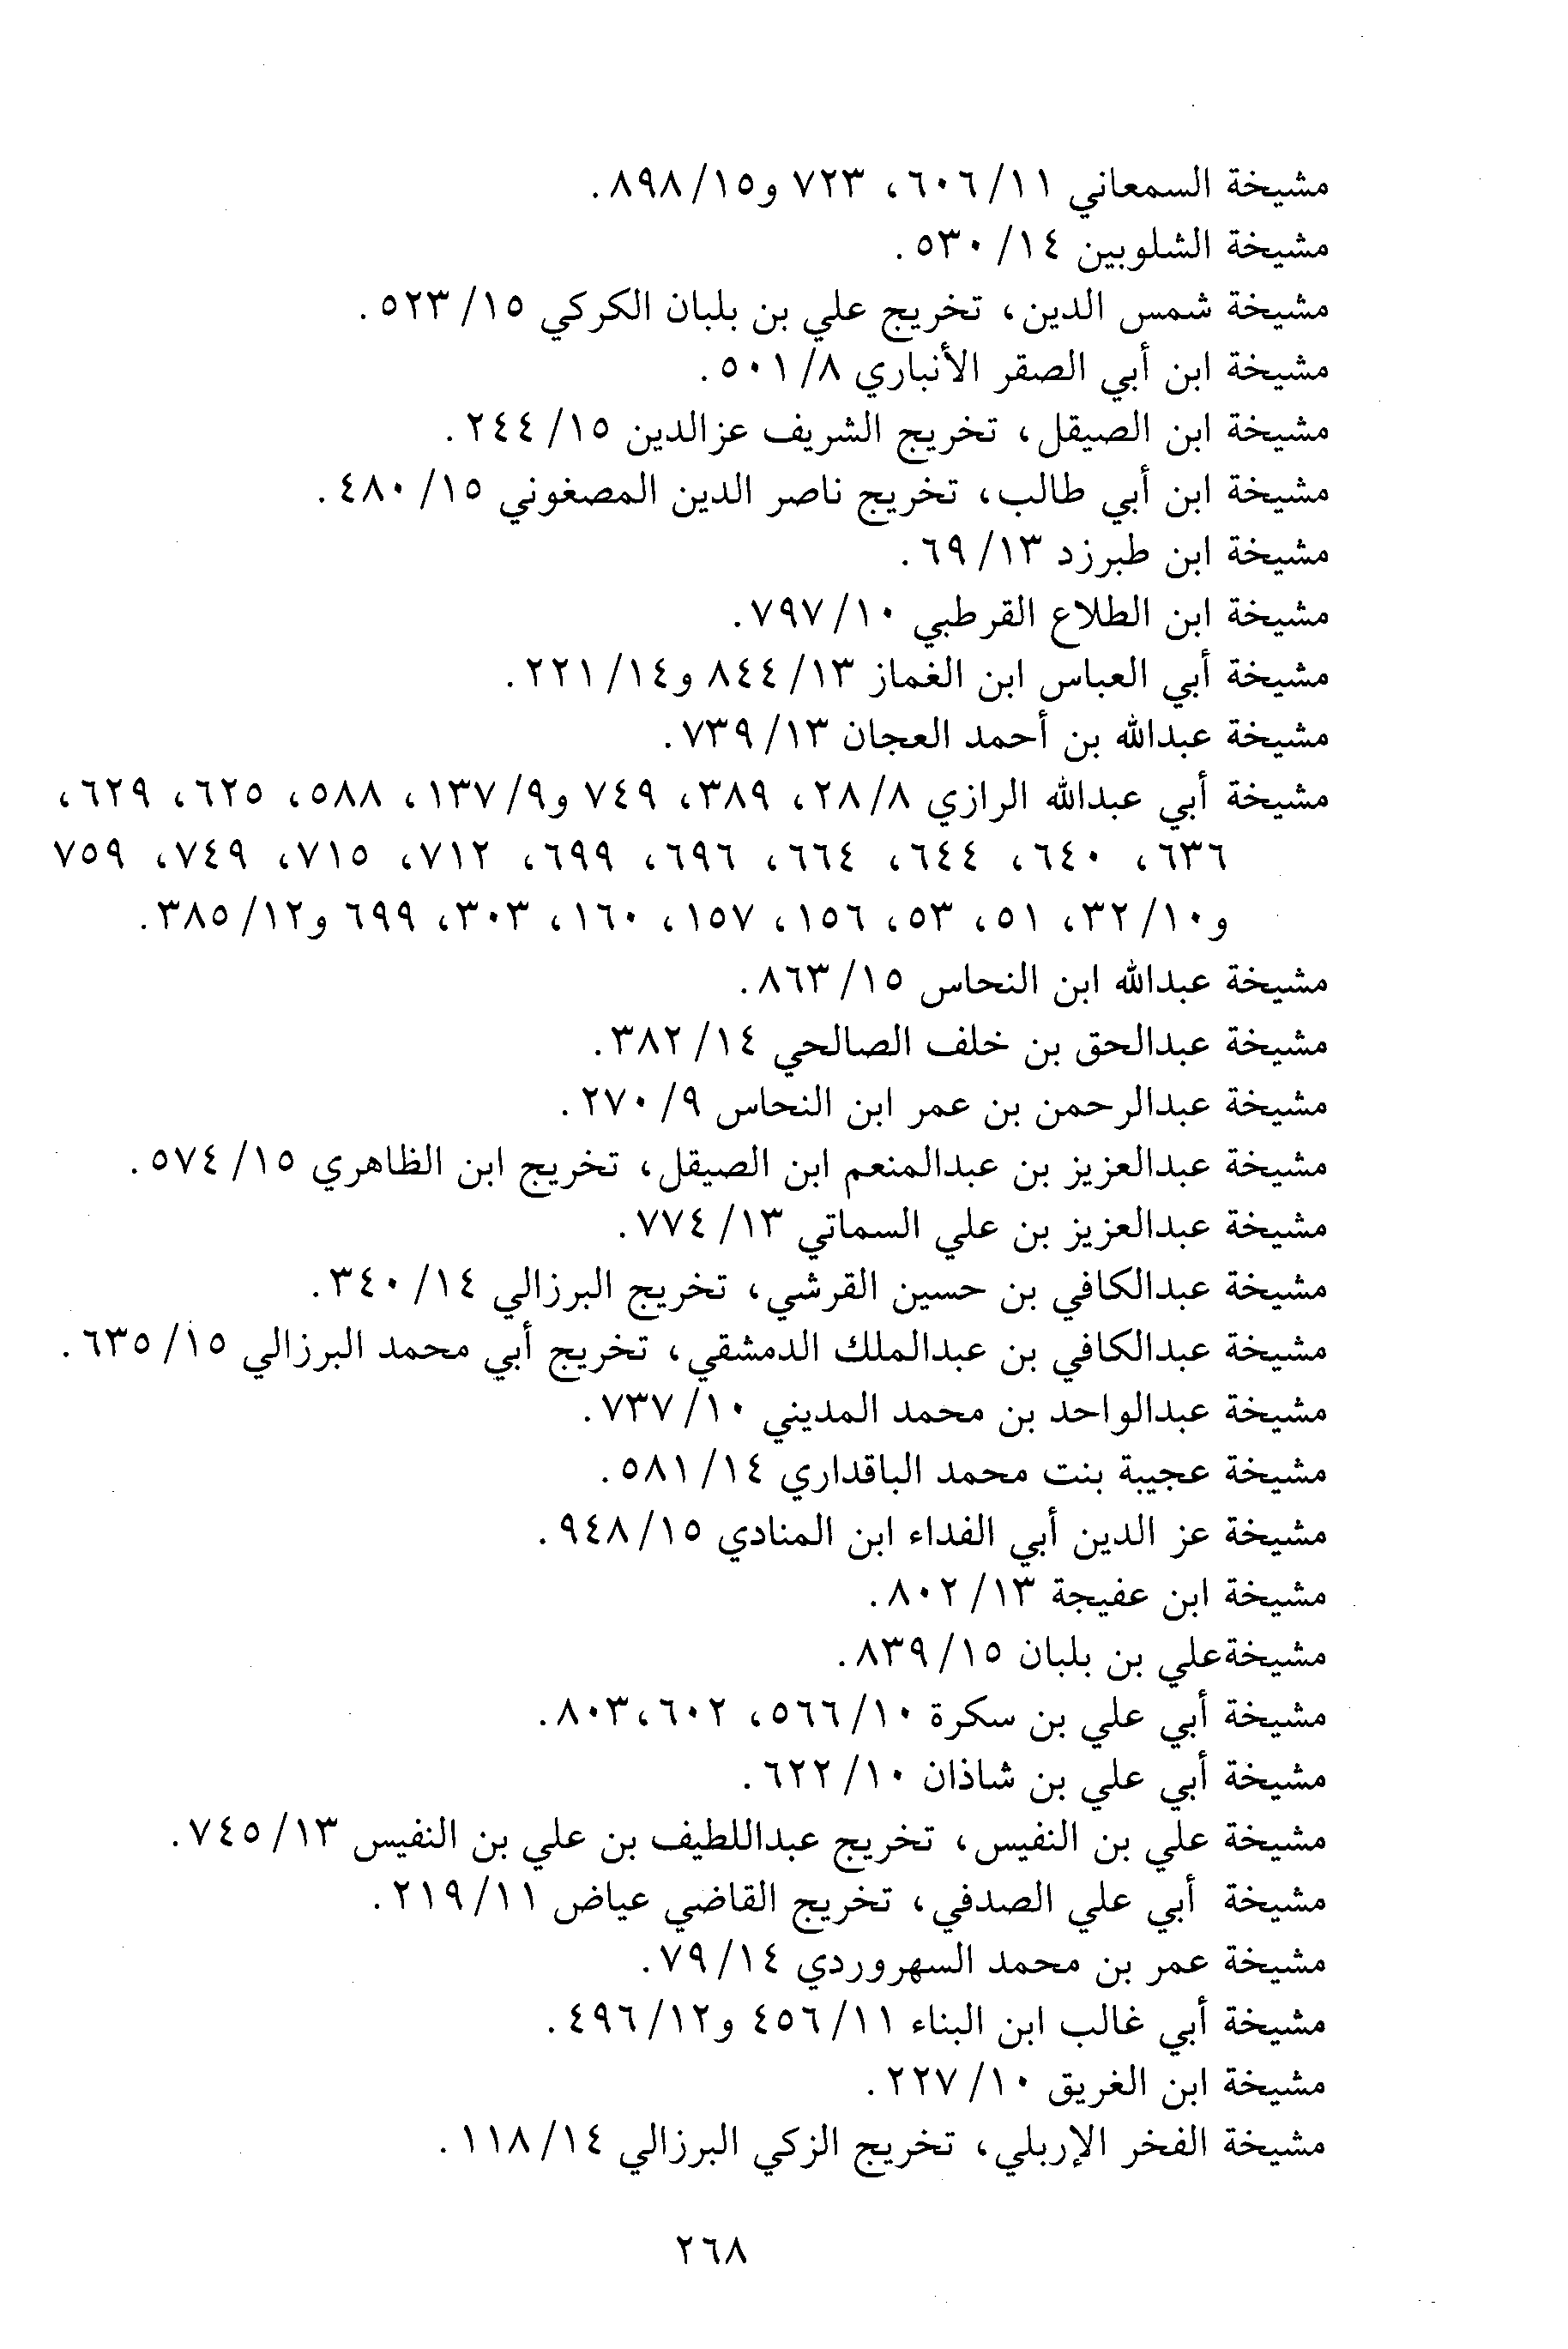 مشيخة السمعاني ١١/ ٦٠٦، ٧٢٣ و١٥/ ٨٩٨.
مشيخة الشلوبين ١٤/ ٥٣٠.
مشيخة شمس الدين، تخريج علي بن بلبان الكركي ١٥/ ٥٢٣.
مشيخة ابن أبي الصقر الأنباري ٨/ ٥٠١.
مشيخة ابن الصيقل، تخريج الشريف عزالدين ١٥/ ٢٤٤.
مشيخة ابن أبي طالب، تخريج ناصر الدين المصغوني ١٥/ ٤٨٠.
مشيخة ابن طبرزد ١٣/ ٦٩.
مشيخة ابن الطلاع القرطبي ١٠/ ٧٩٧.
مشيخة أبي العباس ابن الغماز ١٣/ ٨٤٤ و١٤/ ٢٢١.
مشيخة عبدالله بن أحمد العجان ١٣/ ٧٣٩.
مشيخة أبي عبدالله الرازي ٨/ ٢٨، ٣٨٩، ٧٤٩ و٩/ ١٣٧، ٥٨٨، ٦٢٥، ٦٢٩،
٦٣٦، ٦٤٠، ٦٤٤، ٦٦٤، ٦٩٦، ٦٩٩، ٧١٢، ٧١٥، ٧٤٩، ٧٥٩
و١٠/ ٣٢، ٥١، ٥٣، ١٥٦، ١٥٧، ١٦٠، ٣٠٣، ٦٩٩ و١٢/ ٣٨٥.
مشيخة عبدالله ابن النحاس ١٥/ ٨٦٣.
مشيخة عبدالحق بن خلف الصالحي ١٤/ ٣٨٢.
مشيخة عبدالرحمن بن عمر ابن النحاس ٩/ ٢٧٠.
مشيخة عبدالعزيز بن عبدالمنعم ابن الصيقل، تخريج ابن الظاهري ١٥/ ٥٧٤.
مشيخة عبدالعزيز بن علي السماتي ١٣/ ٧٧٤.
مشيخة عبدالكافي بن حسين القرشي، تخريج البرزالي ١٤/ ٣٤٠.
مشيخة عبدالكافي بن عبدالملك الدمشقي، تخريج أبي محمد البرزالي ١٥/ ٦٣٥.
مشيخة عبدالواحد بن محمد المديني ١٠/ ٧٣٧.
مشيخة عجيبة بنت محمد الباقداري ١٤/ ٥٨١.
مشيخة عز الدين أبي الفداء ابن المنادي ١٥/ ٩٤٨.
مشيخة ابن عفيجة ١٣/ ٨٠٢.
مشيخةعلي بن بلبان ١٥/ ٨٣٩.
مشيخة أبي علي بن سكرة ١٠/ ٥٦٦، ٦٠٢،٨٠٣.
مشيخة أبي علي بن شاذان ١٠/ ٦٢٢.
مشيخة علي بن النفيس، تخريج عبداللطيف بن علي بن النفيس ١٣/ ٧٤٥.
مشيخة أبي علي الصدفي، تخريج القاضي عياض ١١/ ٢١٩.
مشيخة عمر بن محمد السهروردي ١٤/ ٧٩.
مشيخة أبي غالب ابن البناء ١١/ ٤٥٦ و١٢/ ٤٩٦.
مشيخة ابن الغريق ١٠/ ٢٢٧.
مشيخة الفخر الإربلي، تخريج الزكي البرزالي ١٤/ ١١٨.
٢٦٨